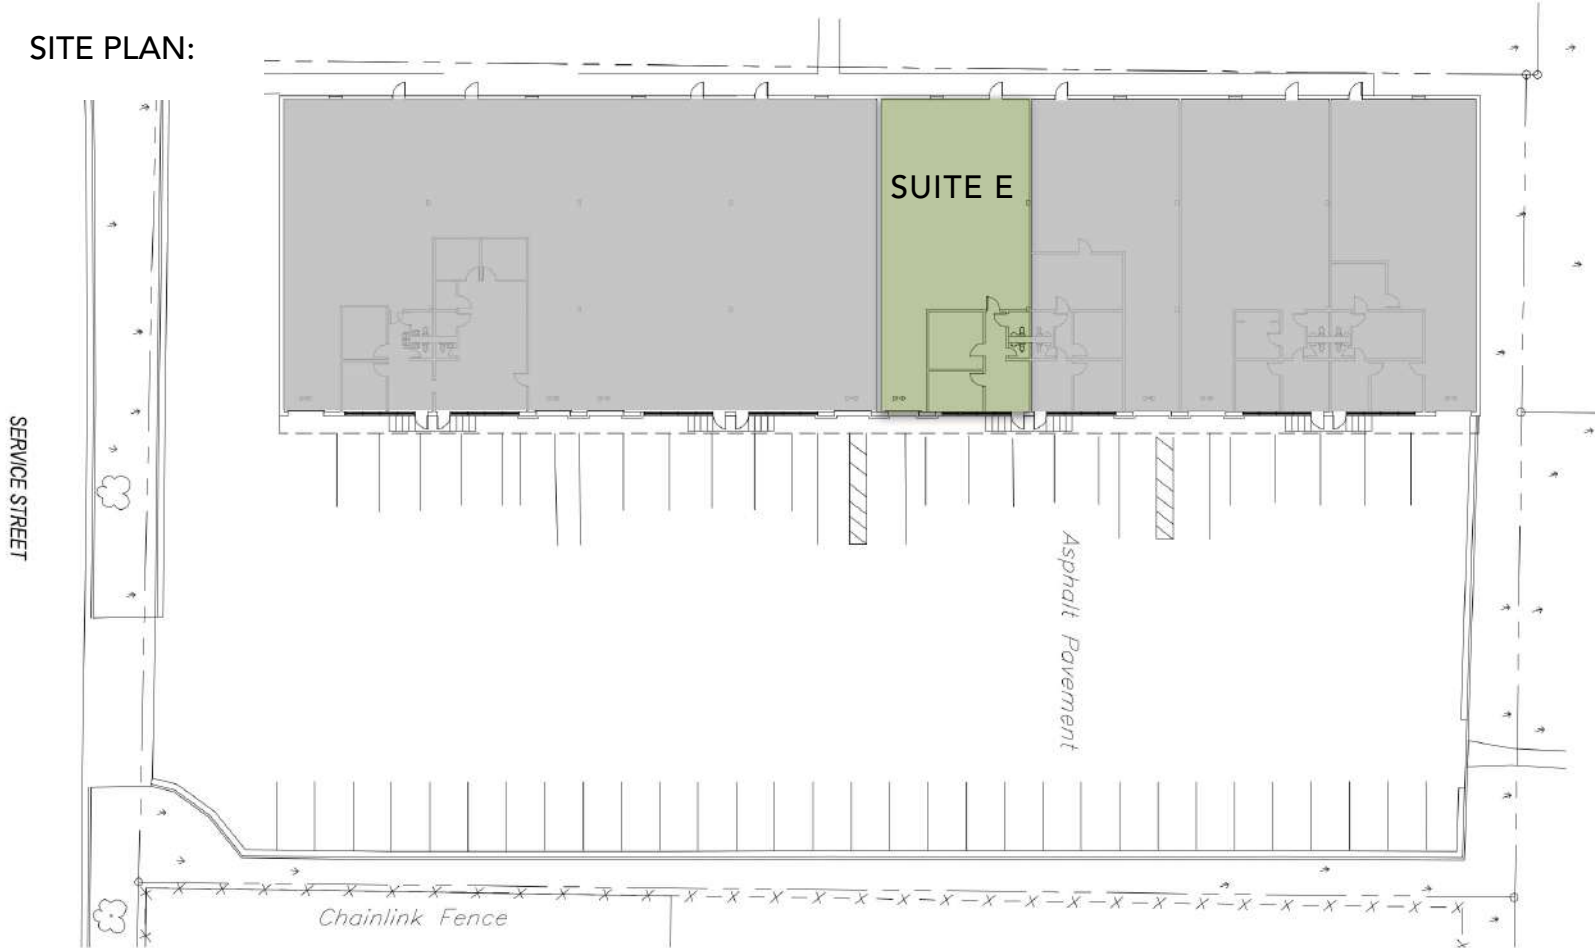 SITE PLAN:
SUITE E
SERVICE STREET
Asphalt Pavement
Chainlink Fence